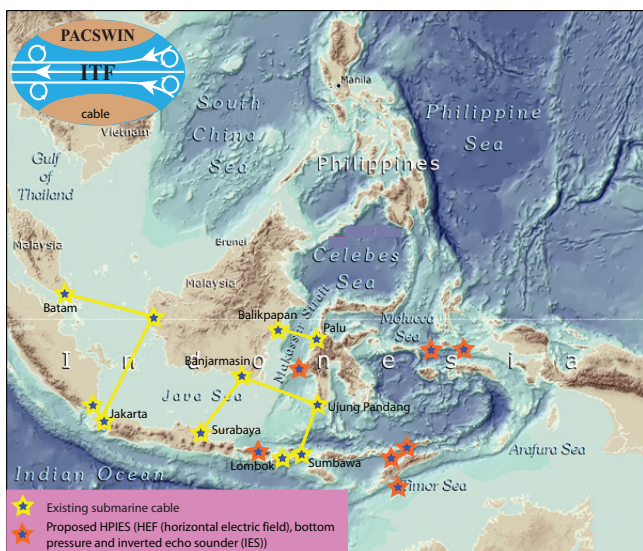 PACSWIN
ITF
cable
Manila
South
China
Sea
Philippine
Sea
Vietnam
Philippines
Gulf
of
Thailand
Malaysia
Brunei
Celebes
Sea
Malaysia
Batam
Balikpapan
Makassar Strait
Molucca
Sea
Palu
Indonesia
Banjarmasin
Java Sea
Ujung Pandang
Jakarta
Surabaya
Arafura Sea
Lombok
Sumbawa
Indian Ocean
Timor Sea
Existing submarine cable
Proposed HPIES (HEF (horizontal electric field), bottom
pressure and inverted echo sounder (IES))